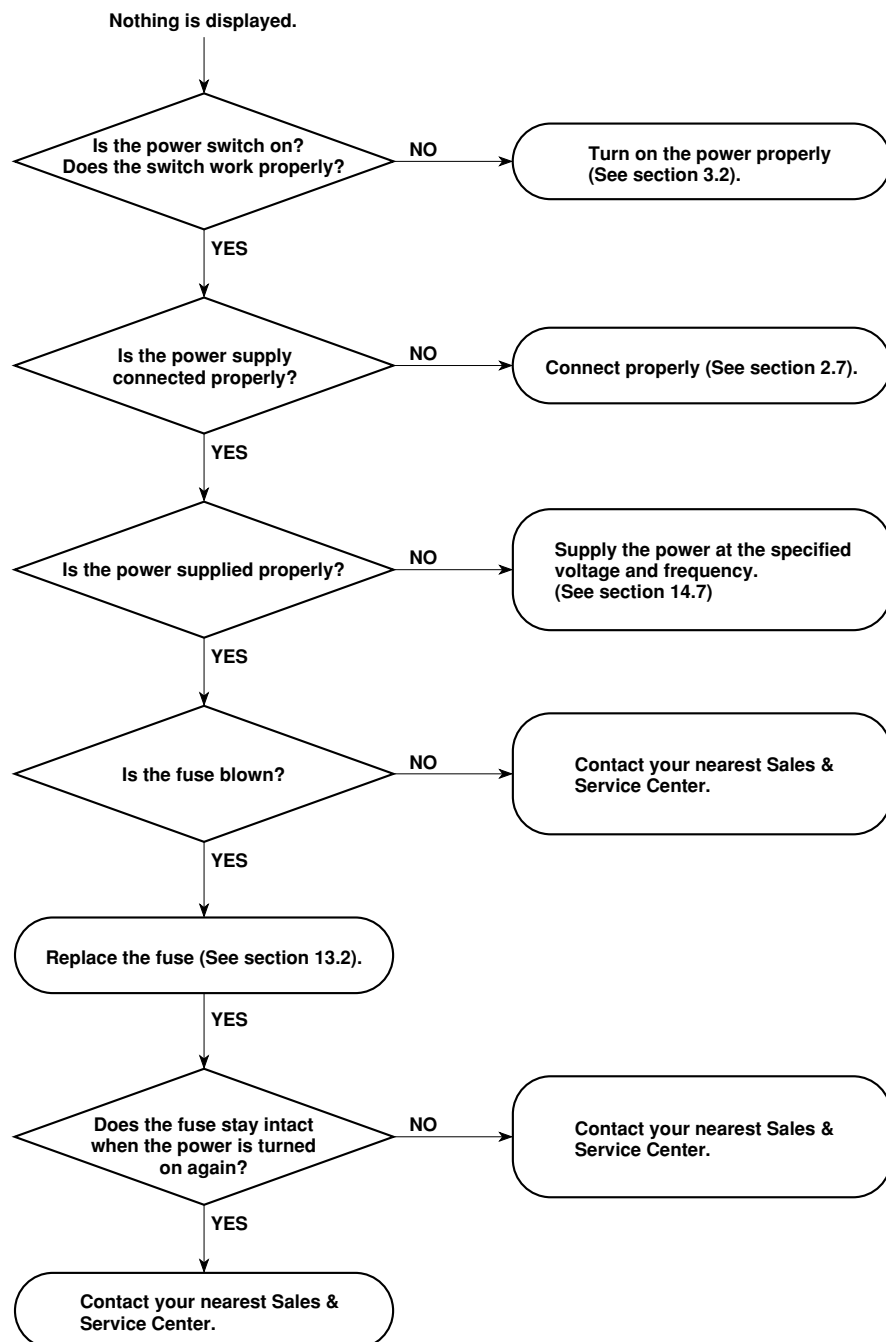 Nothing is displayed.
Is the power switch on?
Does the switch work properly?
NO
Turn on the power properly
(See section 3.2).
YES
Is the power supply
connected properly?
NO
Connect properly (See section 2.7).
YES
Is the power supplied properly?
NO
Supply the power at the specified
voltage and frequency.
(See section 14.7)
YES
Is the fuse blown?
NO
Contact your nearest Sales &
Service Center.
YES
Replace the fuse (See section 13.2).
YES
Does the fuse stay intact
when the power is turned
on again?
NO
Contact your nearest Sales &
Service Center.
YES
Contact your nearest Sales &
Service Center.